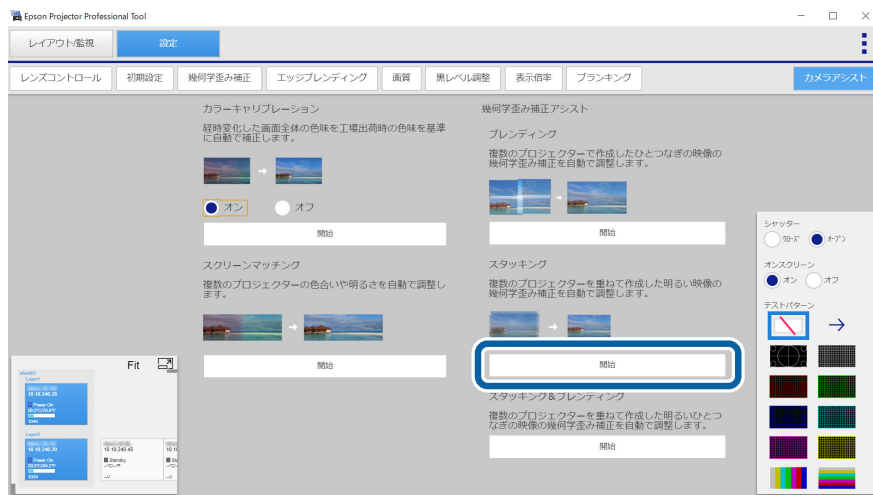 Epson Projector Professional Tool
レイアウト/監視
設定
レンズコントロール
初期設定
幾何学歪み補正
エッジブレンディング
画質
黒レベル調整
表示倍率
ブランキング
カメラアシスト
カラーキャリブレーション
経時変化した画面全体の色味を工場出荷時の色味を基準
に自動で補正します。
オン
オフ
開始
スクリーンマッチング
複数のプロジェクターの色合いや明るさを自動で調整し
ます。
開始
幾何学歪み補正アシスト
ブレンディング
複数のプロジェクターで作成したひとつなぎの映像の
幾何学歪み補正を自動で調整します。
開始
スタッキング
複数のプロジェクターを重ねて作成した明るい映像の
幾何学歪み補正を自動で調整します。
開始
スタッキング&ブレンディング
複数のプロジェクターを重ねて作成した明るいひとつ
なぎの映像の幾何学歪み補正を自動で調整します。
開始
シャッター
クローズ
オープン
オンスクリーン
オン
オフ
テストパターン
Fit
Layer1
10.10.240.28
Power On
104V
Layer2
10.10.240.29
Power On
100V
10.10.240.45
Standby
--V